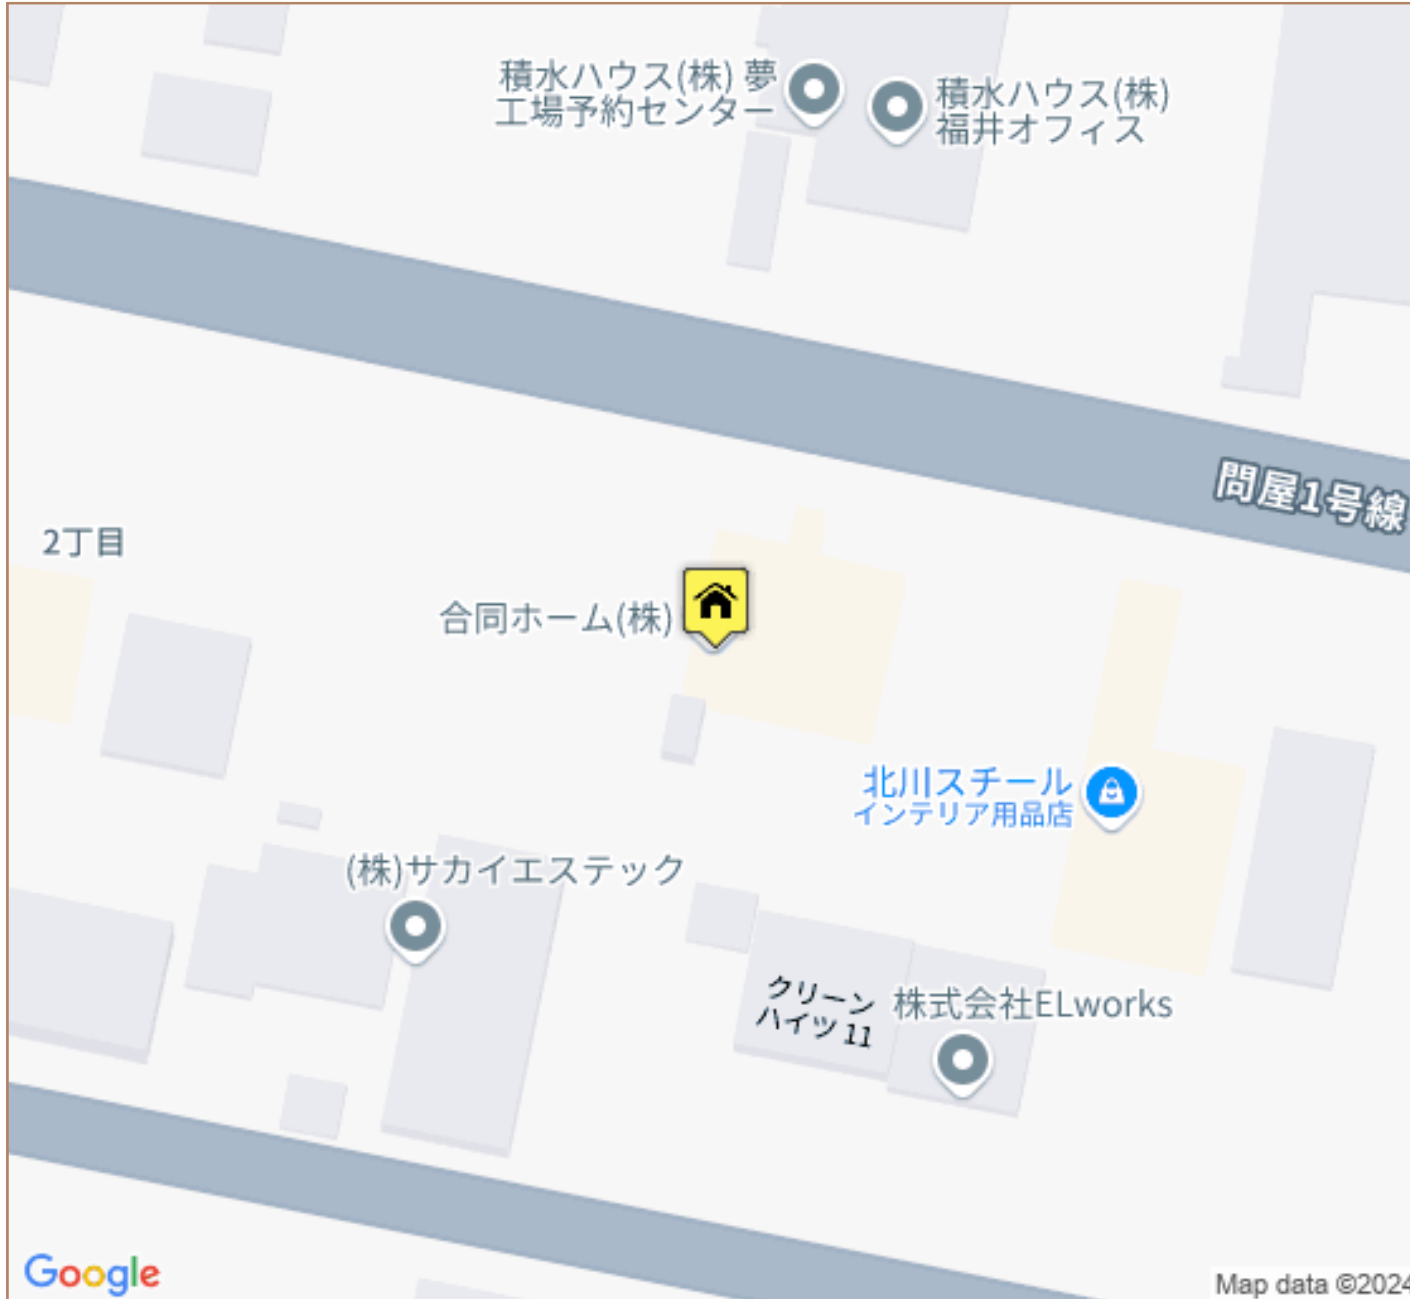 積水ハウス(株) 夢
工場予約センター
積水ハウス(株)
福井オフィス
問屋1号線
2丁目
合同ホーム(株)
北川スチール
インテリア用品店
(株)サカイエステック
クリーン
ハイツ 11
株式会社ELworks
Google
Map data ©2024